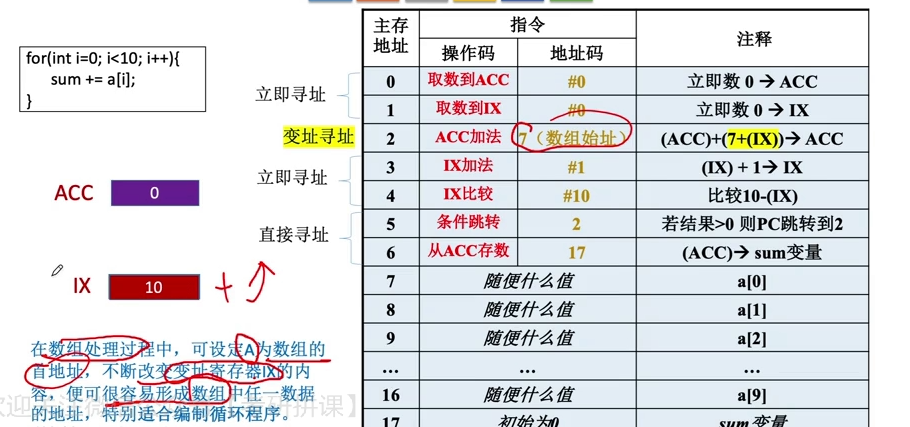 for(int i=0; i<10; i++){
sum += a[i];
}
立即寻址
变址寻址
立即寻址
直接寻址
ACC 0
IX 10
在数组处理过程中，可设定A为数组的
首地址，不断改变变址寄存器IX的内
容，便可很容易形成数组中任一数据
的地址，特别适合编制循环程序。
主存地址 指令 注释
操作码 地址码
0 取数到ACC #0 立即数 0 → ACC
1 取数到IX #0 立即数 0 → IX
2 ACC加法 7（数组始址） (ACC)+(7+(IX))→ ACC
3 IX加法 #1 (IX) + 1→ IX
4 IX比较 #10 比较10-(IX)
5 条件跳转 2 若结果>0 则PC跳转到2
6 从ACC存数 17 (ACC)→ sum变量
7 随便什么值 a[0]
8 随便什么值 a[1]
9 随便什么值 a[2]
... ... ...
16 随便什么值 a[9]
17 初始为0 sum变量